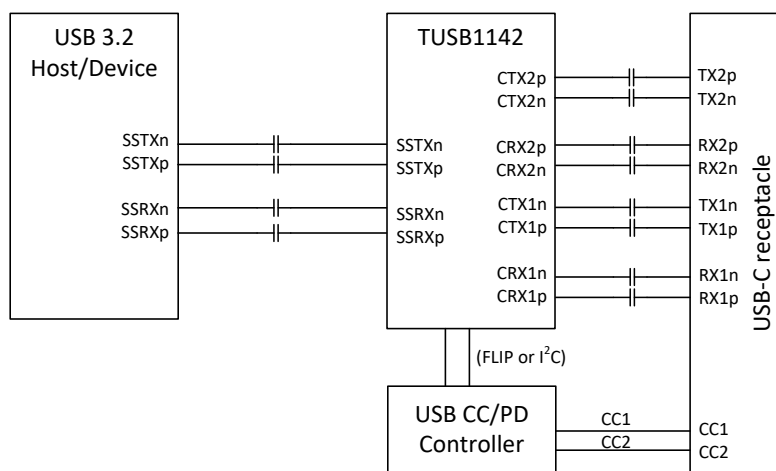 USB 3.2
Host/Device
SSTXn
SSTXp
SSRXn
SSRXp
TUSB1142
SSTXn
SSTXp
SSRXn
SSRXp
CTX2p
CTX2n
CRX2p
CRX2n
CTX1n
CTX1p
CRX1n
CRX1p
TX2p
TX2n
RX2p
RX2n
TX1n
TX1p
RX1n
RX1p
USB-C receptacle
(FLIP or I²C)
USB CC/PD
Controller
CC1
CC2
CC1
CC2